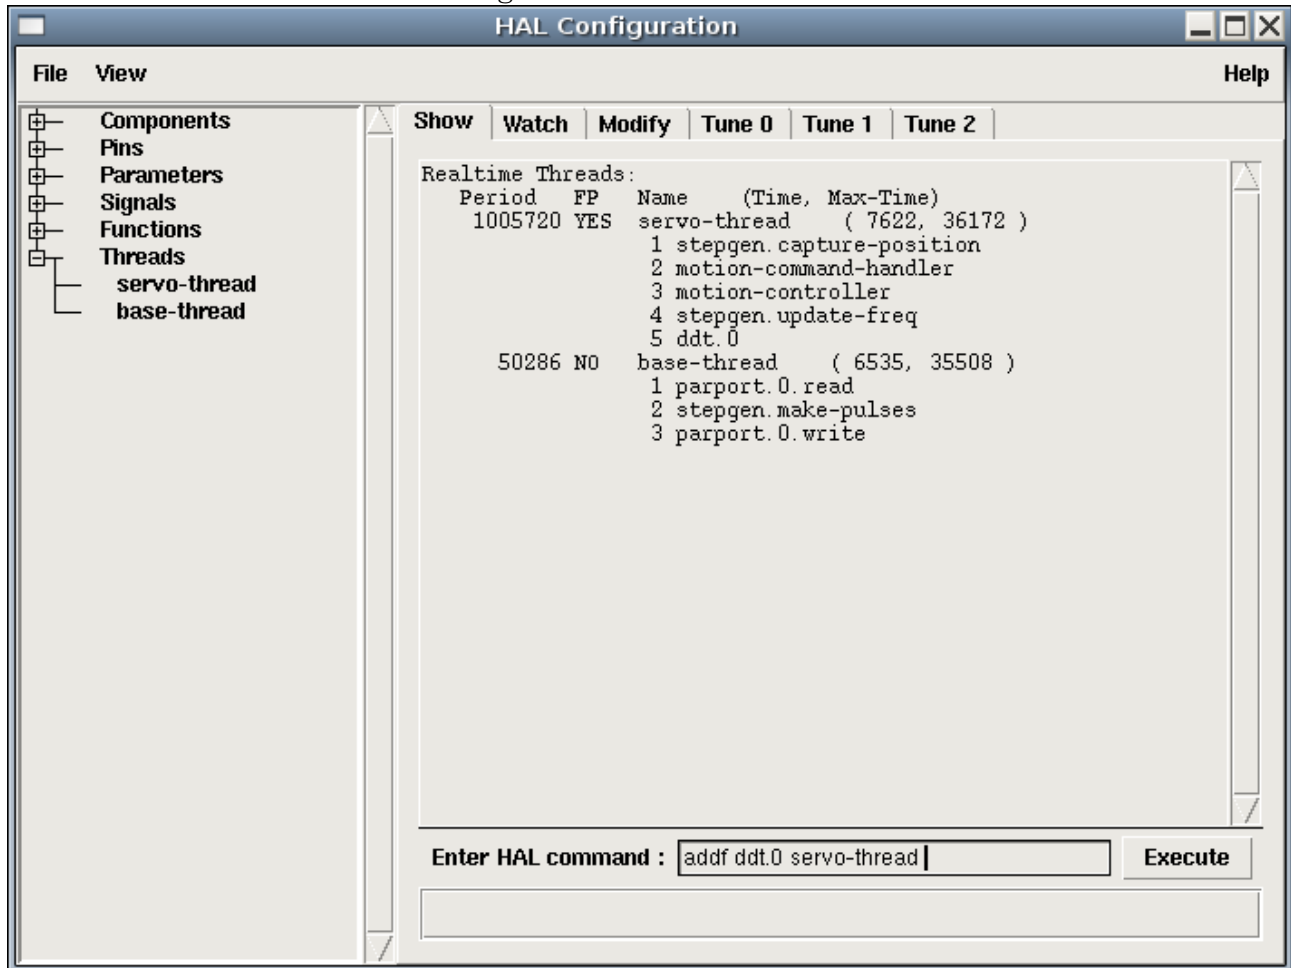 HAL Configuration
File View Help
Components
Pins
Parameters
Signals
Functions
Threads
servo-thread
base-thread
Show Watch Modify Tune 0 Tune 1 Tune 2
Realtime Threads:
Period FP Name (Time, Max-Time)
1005720 YES servo-thread ( 7622, 36172 )
1 stepgen.capture-position
2 motion-command-handler
3 motion-controller
4 stepgen.update-freq
5 ddt.0
50286 NO base-thread ( 6535, 35508 )
1 parport.0.read
2 stepgen.make-pulses
3 parport.0.write
Enter HAL command : addf ddt.0 servo-thread Execute